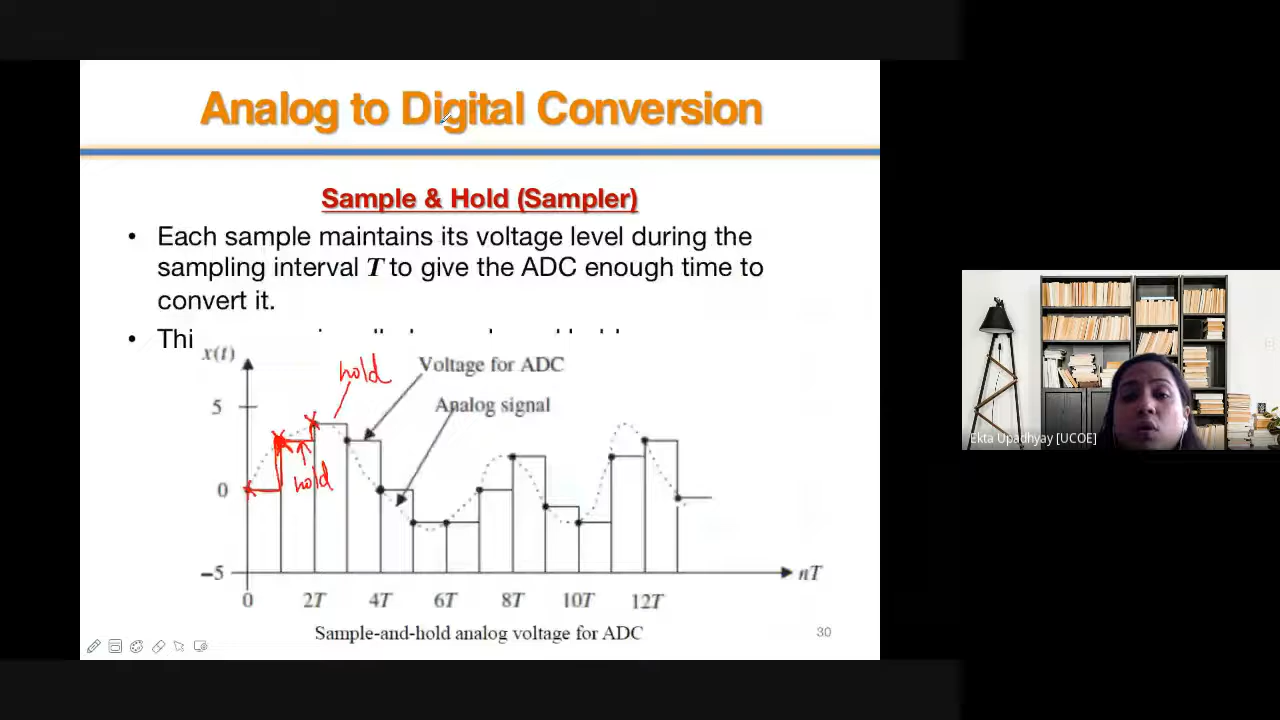 Analog to Digital Conversion
Sample & Hold (Sampler)
• Each sample maintains its voltage level during the
sampling interval T to give the ADC enough time to
convert it.
• Thi
x(t)
hold
Voltage for ADC
5
Analog signal
0
hold
–5
nT
0 2T 4T 6T 8T 10T 12T
Sample-and-hold analog voltage for ADC
30
Ekta Upadhyay [UCOE]